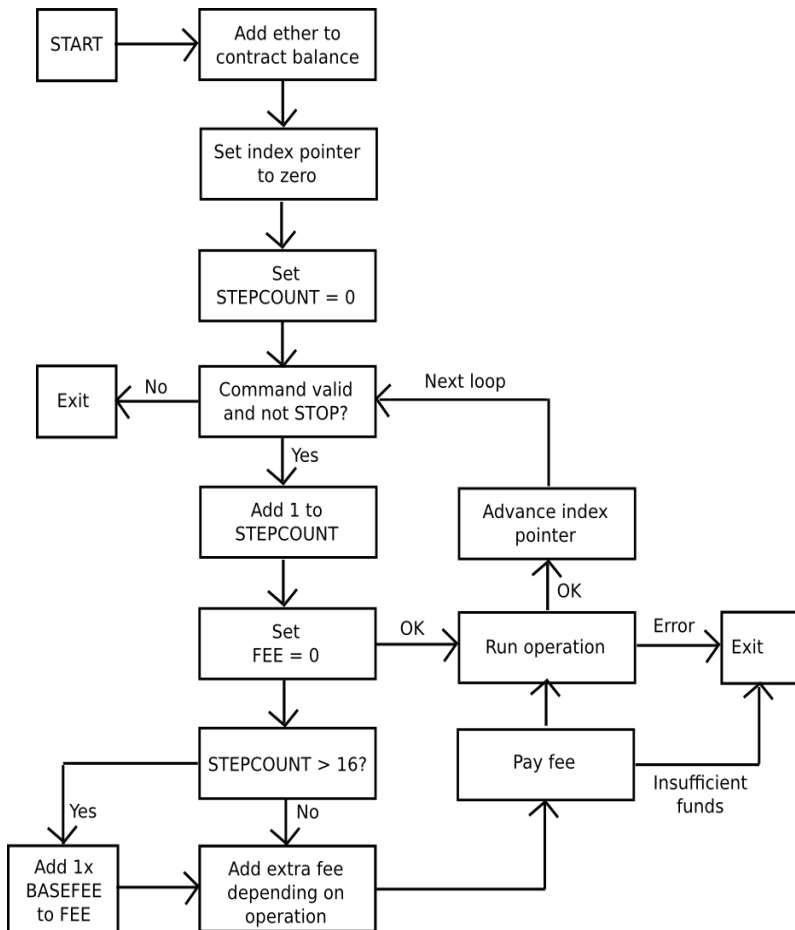 START
Add ether to
contract balance
Set index pointer
to zero
Set
STEPCOUNT = 0
Exit
No
Command valid
and not STOP?
Next loop
Yes
Add 1 to
STEPCOUNT
Advance index
pointer
OK
Set
FEE = 0
OK
Run operation
Error
Exit
STEPCOUNT > 16?
Pay fee
Insufficient
funds
Yes
No
Add 1x
BASEFEE
to FEE
Add extra fee
depending on
operation